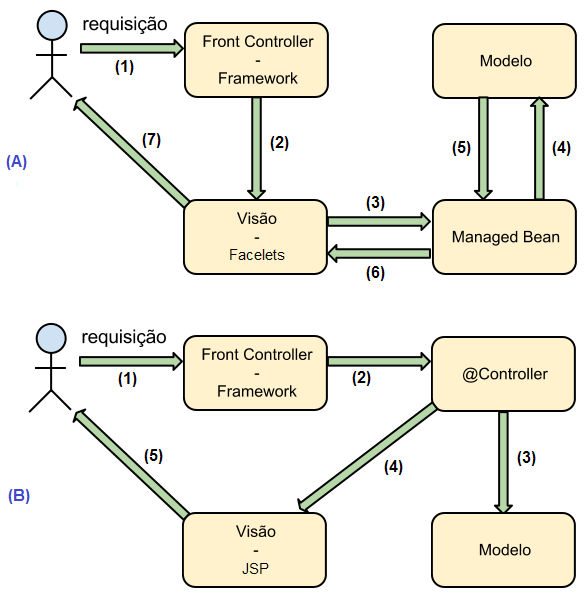 requisição
(1)
Front Controller
-
Framework
Modelo
(2)
(5)
(4)
(7)
(A)
Visão
-
Facelets
(3)
(6)
Managed Bean
requisição
(1)
Front Controller
-
Framework
(2)
@Controller
(5)
(4)
(3)
(B)
Visão
-
JSP
Modelo